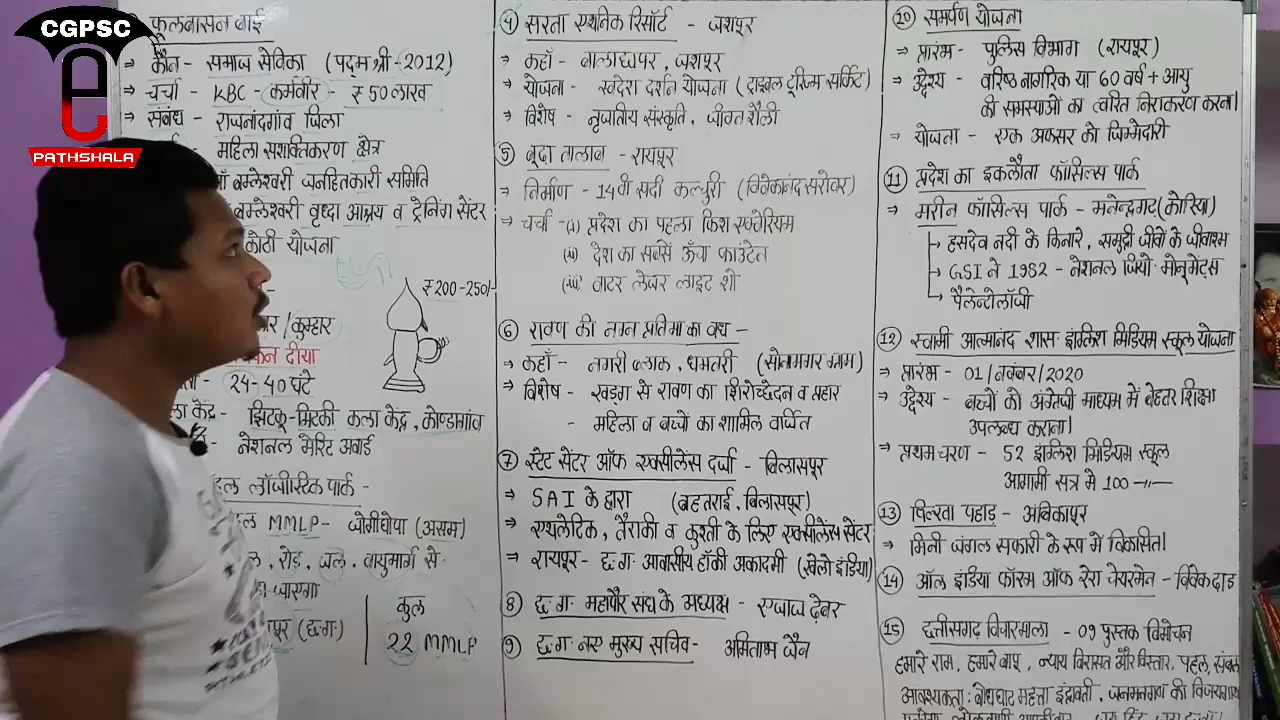 CGPSC
e
PATHSHALA
फूलबासन बाई
⇒ कौन - समाज सेविका (पद्म श्री - 2012)
⇒ चर्चा - KBC - कर्मवीर - ₹ 50 लाख
⇒ संबंध - राजनांदगांव जिला
महिला सशक्तिकरण क्षेत्र
माँ बम्लेश्वरी जनहितकारी समिति
बम्लेश्वरी वृध्दा आश्रय व ट्रेनिंग सेंटर
कोठी योजना
₹ 200-250/-
/कुम्हार
दीया
- 24-40 घंटे
कला केंद्र - झिटकू-मिटकी कला केंद्र, कोण्डागांव
- नेशनल मेरिट अवार्ड
लॉजीस्टिक पार्क -
MMLP - जोगीघोपा (असम)
, रोड, जल, वायुमार्ग से
जाएगा
(छ.ग.)
कुल
22 MMLP
④ सरना एथनिक रिसॉर्ट - जशपुर
⇒ कहाँ - बालाछापर, जशपुर
⇒ योजना - स्वदेश दर्शन योजना (ट्राइबल टूरिज्म सर्किट)
⇒ विशेष - नृजातीय संस्कृति, जीवन शैली
⑤ बूढ़ा तालाब - रायपुर
⇒ निर्माण - 14वी सदी कल्चुरी (विवेकानंद सरोवर)
⇒ चर्चा - (i) प्रदेश का पहला फिश एक्वेरियम
(ii) देश का सबसे ऊँचा फाउंटेन
(iii) वाटर लेजर लाइट शो
⑥ रावण की नग्न प्रतिमा का वध -
⇒ कहाँ - नगरी ब्लाक, धमतरी (सोनामगर ग्राम)
⇒ विशेष - खड्ग से रावण का शिरोच्छेदन व प्रहार
- महिला व बच्चों का शामिल वर्जित
⑦ स्टेट सेंटर ऑफ एक्सीलेंस दर्जा - बिलासपुर
⇒ SAI के द्वारा (बहतराई, बिलासपुर)
⇒ एथलेटिक, तैराकी व कुश्ती के लिए एक्सीलेंस सेंटर
⇒ रायपुर - छ.ग. आवासीय हॉकी अकादमी (खेलो इंडिया)
⑧ छ.ग. महापौर संघ के अध्यक्ष - एजाज ढ़ेबर
⑨ छ.ग. नए मुख्य सचिव - अमिताभ जैन
⑩ समर्पण योजना
⇒ प्रारंभ - पुलिस विभाग (रायपुर)
⇒ उद्देश्य - वरिष्ठ नागरिक या 60 वर्ष + आयु
की समस्याओं का त्वरित निराकरण करना।
⇒ योजना - एक अफसर को जिम्मेदारी
⑪ प्रदेश का इकलौता फॉसिल्स पार्क
⇒ मरीन फॉसिल्स पार्क - मनेन्द्रगढ़ (कोरिया)
→ हसदेव नदी के किनारे, समुद्री जीवों के जीवाश्म
→ GSI ने 1982 - नेशनल जियो. मोनूमेंट्स
→ पैलेन्टोलॉजी
⑫ स्वामी आत्मानंद शास. इंग्लिश मिडियम स्कूल योजना
⇒ प्रारंभ - 01/नवंबर/2020
⇒ उद्देश्य - बच्चों को अंग्रेजी माध्यम में बेहतर शिक्षा
उपलब्ध कराना।
⇒ प्रथम चरण - 52 इंग्लिश मिडियम स्कूल
आगामी सत्र मे 100 —॥—
⑬ पिल्खा पहाड़ - अंबिकापुर
⇒ मिनी जंगल सफारी के रूप में विकसित।
⑭ ऑल इंडिया फॉरम ऑफ रेरा चेयरमेन - विवेक ढांड
⑮ छत्तीसगढ़ विचारमाला - 09 पुस्तक विमोचन
हमारे राम, हमारे बापू, न्याय विरासत और विस्तार, पहल, संबल
आवश्यकता: बोधघाट महत्ता इंद्रावती, जनमनगण की